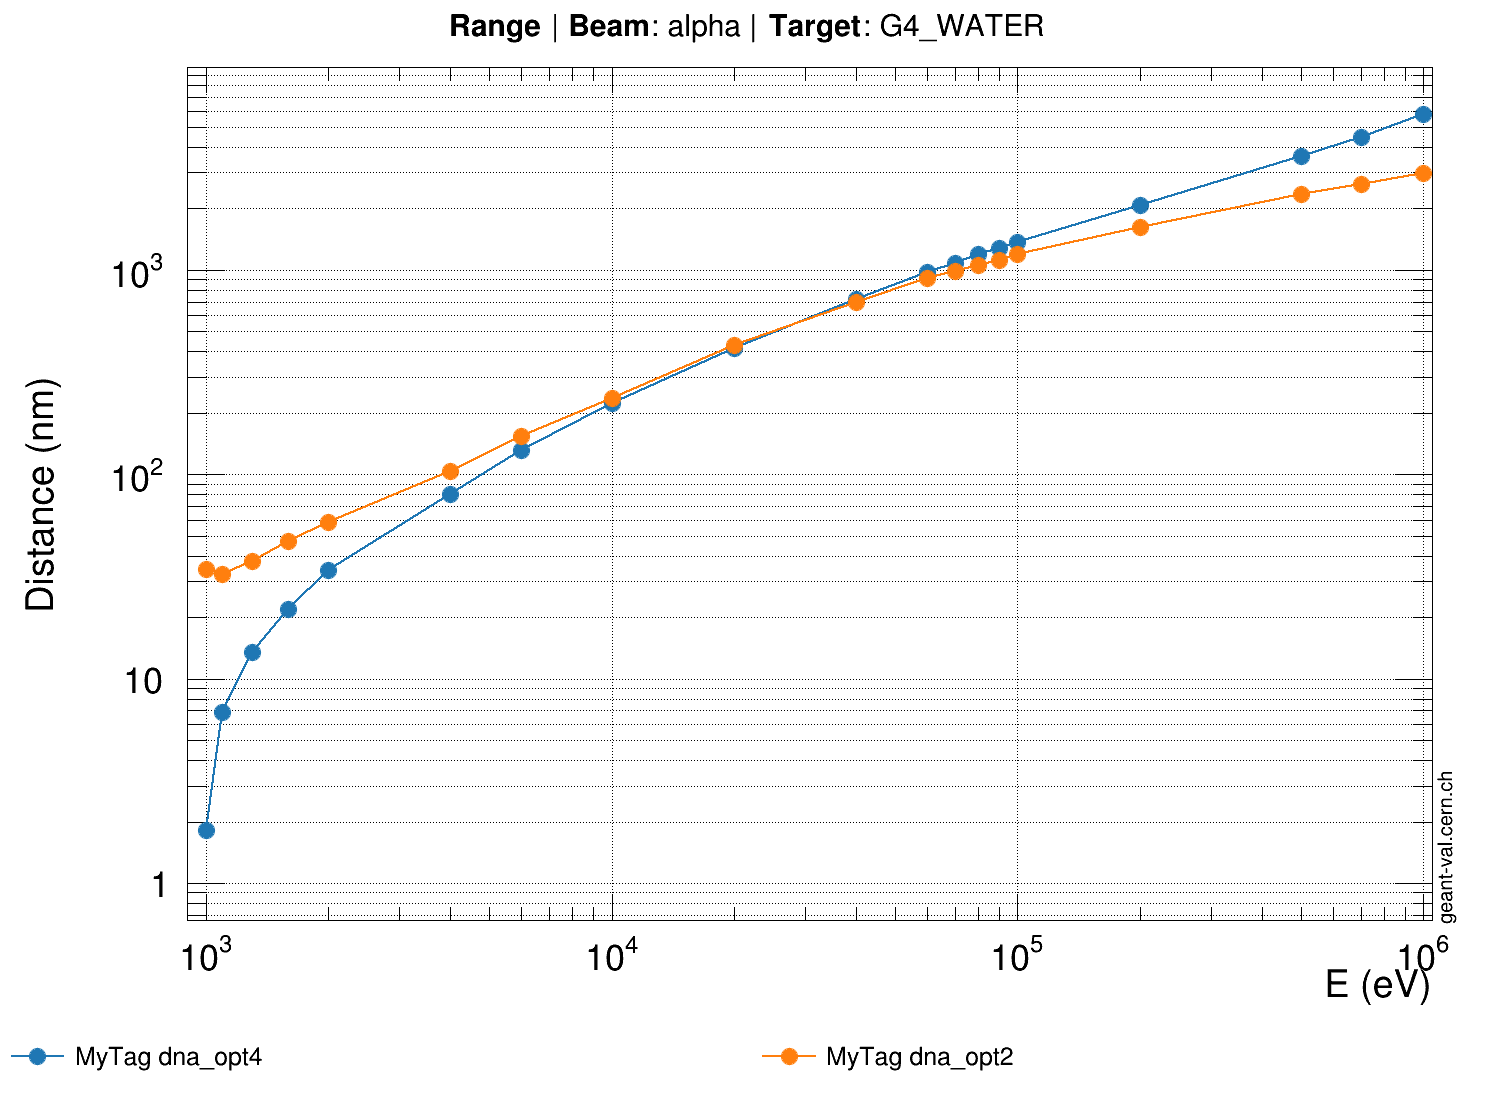 Range | Beam: alpha | Target: G4_WATER
Distance (nm)
10³
10²
10
1
10³
10⁴
10⁵
10⁶
E (eV)
geant-val.cern.ch
MyTag dna_opt4
MyTag dna_opt2